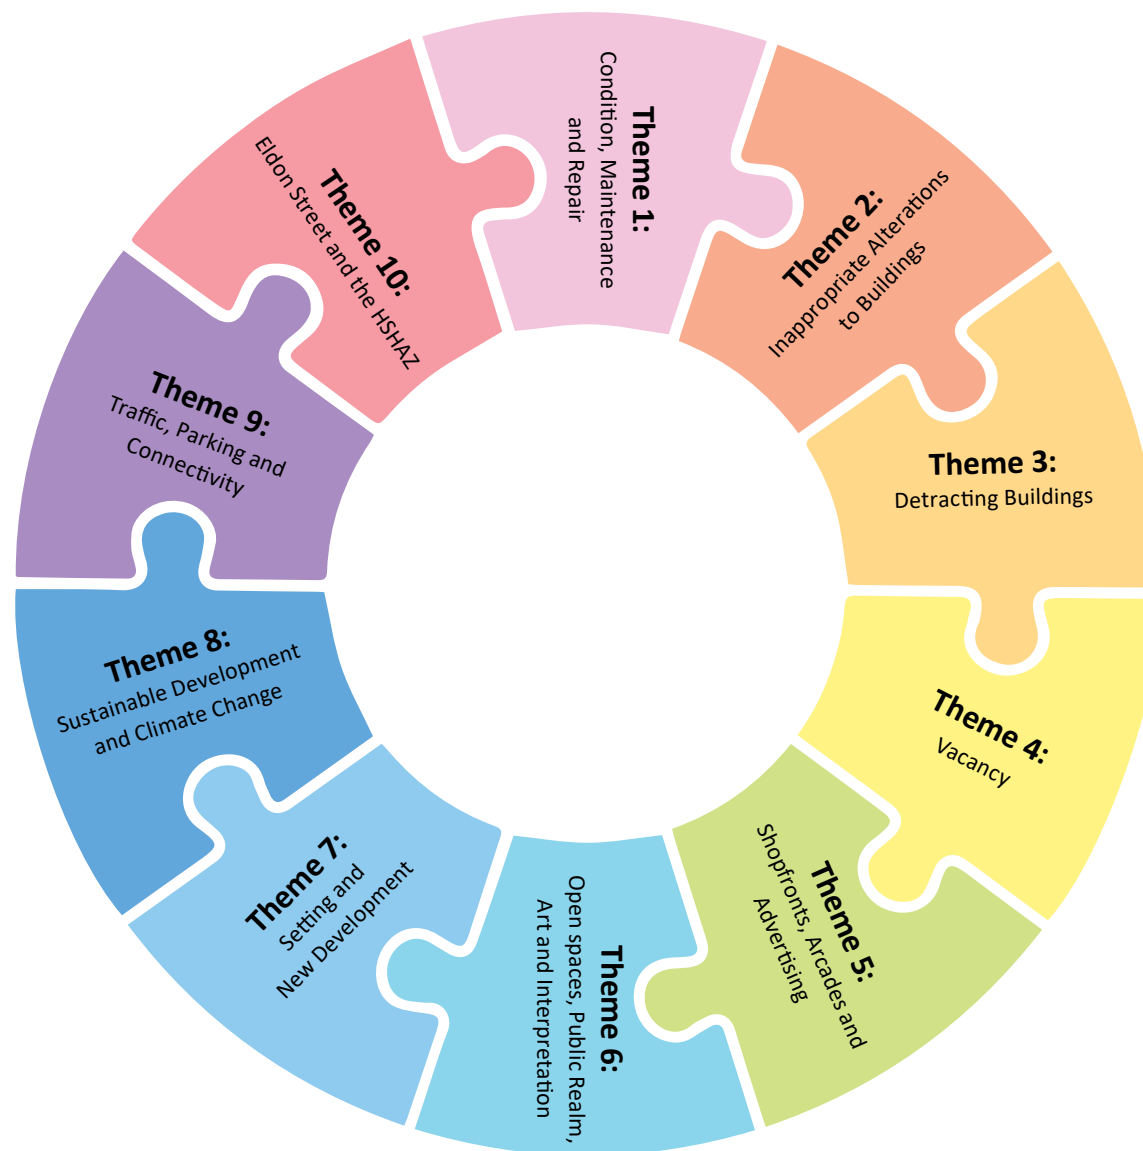 Theme 1:
Condition, Maintenance
and Repair
Theme 2:
Inappropriate Alterations
to Buildings
Theme 3:
Detracting Buildings
Theme 4:
Vacancy
Theme 5:
Shopfronts, Arcades and
Advertising
Theme 6:
Open spaces, Public Realm,
Art and Interpretation
Theme 7:
Setting and
New Development
Theme 8:
Sustainable Development
and Climate Change
Theme 9:
Traffic, Parking and
Connectivity
Theme 10:
Eldon Street and the HSHAZ